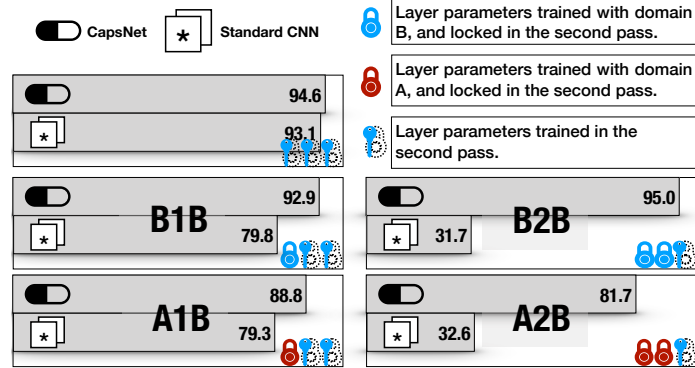 CapsNet
* Standard CNN
Layer parameters trained with domain
B, and locked in the second pass.
Layer parameters trained with domain
A, and locked in the second pass.
Layer parameters trained in the
second pass.
94.6
* 93.1
92.9
B1B
* 79.8
95.0
B2B
* 31.7
88.8
A1B
* 79.3
81.7
A2B
* 32.6